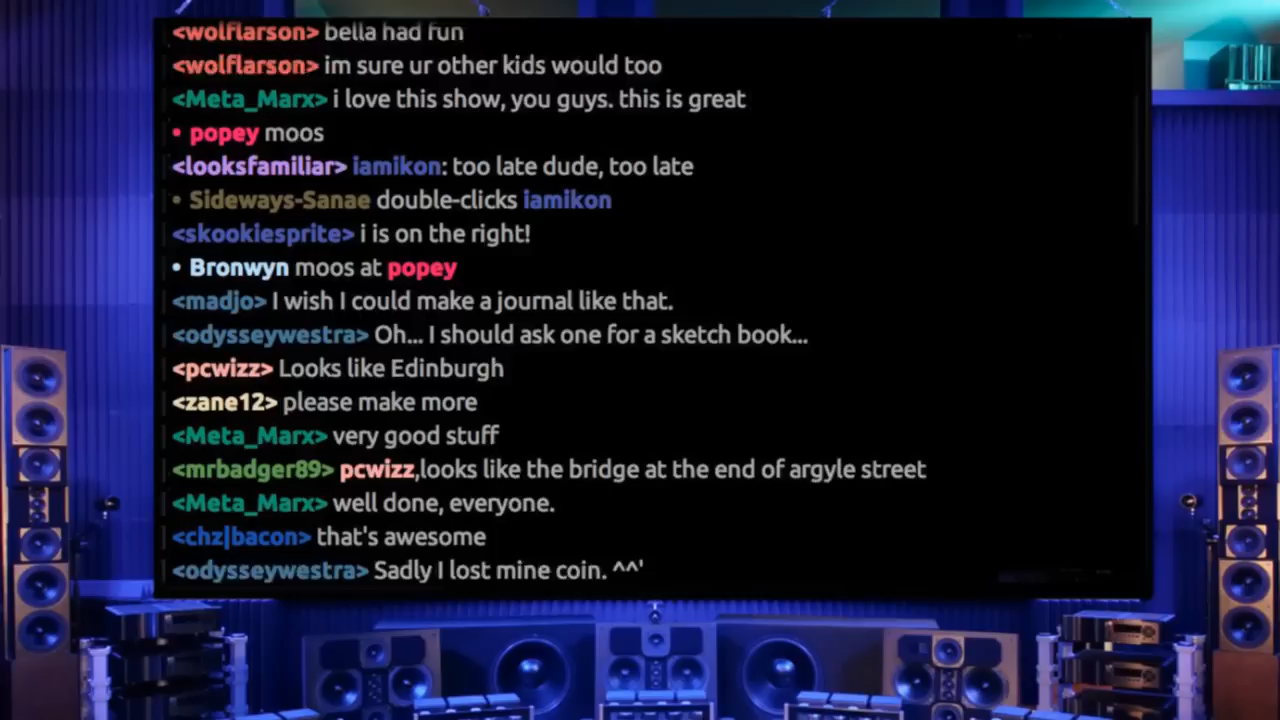 <wolflarson> bella had fun
<wolflarson> im sure ur other kids would too
<Meta_Marx> i love this show, you guys. this is great
• popey moos
<looksfamiliar> iamikon: too late dude, too late
• Sideways-Sanae double-clicks iamikon
<skookiesprite> i is on the right!
• Bronwyn moos at popey
<madjo> I wish I could make a journal like that.
<odysseywestra> Oh... I should ask one for a sketch book...
<pcwizz> Looks like Edinburgh
<zane12> please make more
<Meta_Marx> very good stuff
<mrbadger89> pcwizz,looks like the bridge at the end of argyle street
<Meta_Marx> well done, everyone.
<chz|bacon> that's awesome
<odysseywestra> Sadly I lost mine coin. ^^'